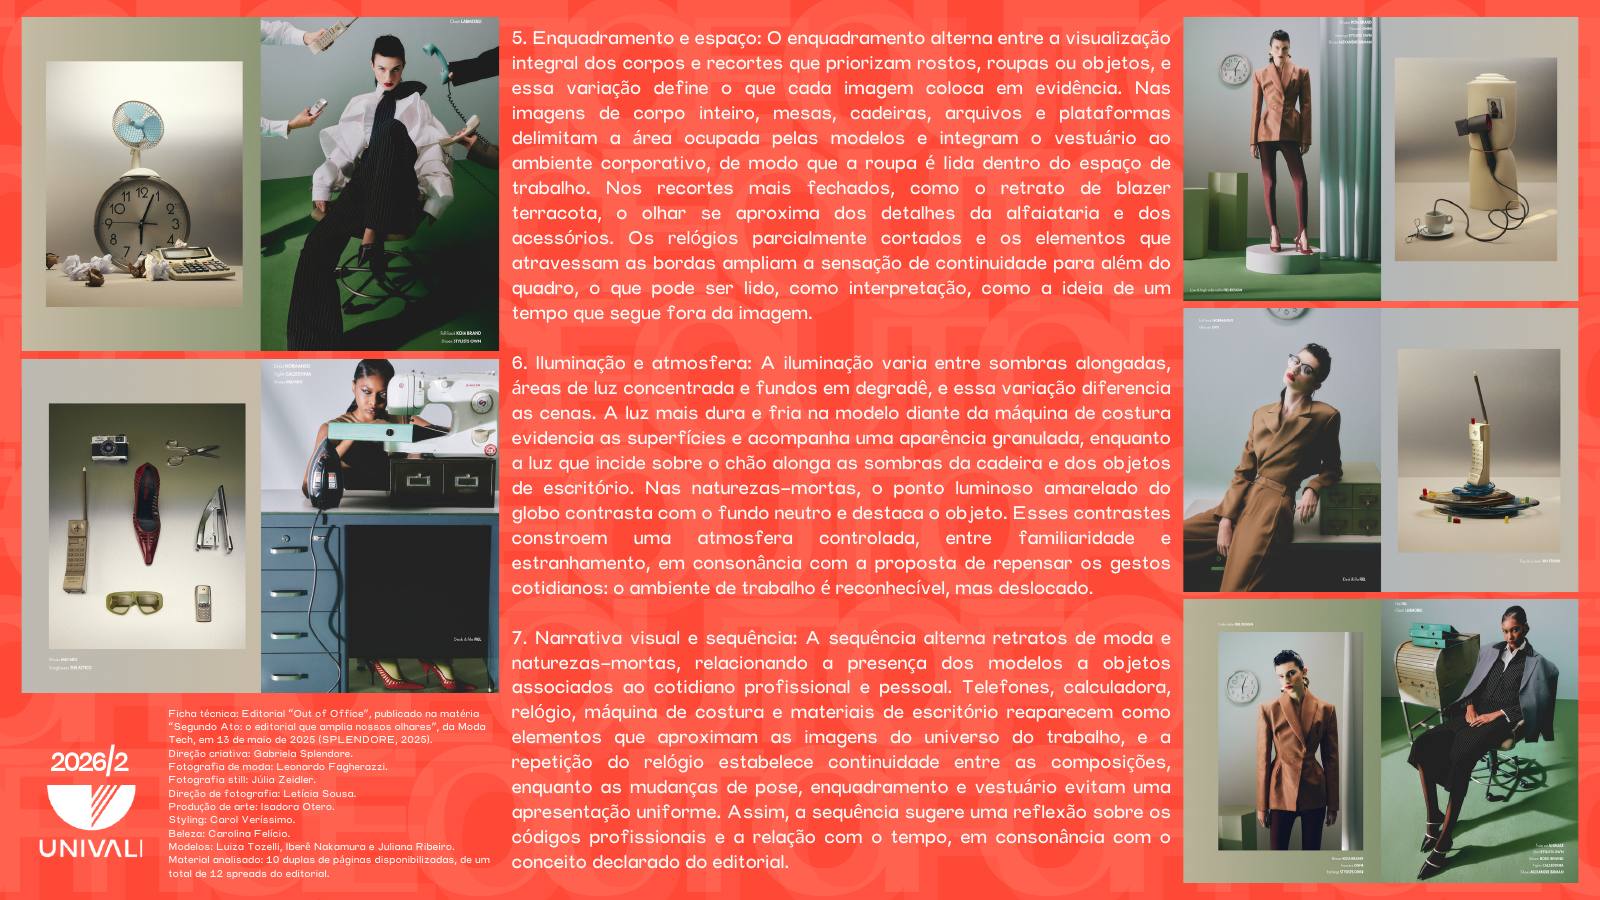 5. Enquadramento e espaço: O enquadramento alterna entre a visualização
integral dos corpos e recortes que priorizam rostos, roupas ou objetos, e
essa variação define o que cada imagem coloca em evidência. Nas
imagens de corpo inteiro, mesas, cadeiras, arquivos e plataformas
delimitam a área ocupada pelas modelos e integram o vestuário ao
ambiente corporativo, de modo que a roupa é lida dentro do espaço de
trabalho. Nos recortes mais fechados, como o retrato de blazer
terracota, o olhar se aproxima dos detalhes da alfaiataria e dos
acessórios. Os relógios parcialmente cortados e os elementos que
atravessam as bordas ampliam a sensação de continuidade para além do
quadro, o que pode ser lido, como interpretação, como a ideia de um
tempo que segue fora da imagem.
6. Iluminação e atmosfera: A iluminação varia entre sombras alongadas,
áreas de luz concentrada e fundos em degradê, e essa variação diferencia
as cenas. A luz mais dura e fria na modelo diante da máquina de costura
evidencia as superfícies e acompanha uma aparência granulada, enquanto
a luz que incide sobre o chão alonga as sombras da cadeira e dos objetos
de escritório. Nas naturezas-mortas, o ponto luminoso amarelado do
globo contrasta com o fundo neutro e destaca o objeto. Esses contrastes
constroem uma atmosfera controlada, entre familiaridade e
estranhamento, em consonância com a proposta de repensar os gestos
cotidianos: o ambiente de trabalho é reconhecível, mas deslocado.
7. Narrativa visual e sequência: A sequência alterna retratos de moda e
naturezas-mortas, relacionando a presença dos modelos a objetos
associados ao cotidiano profissional e pessoal. Telefones, calculadora,
relógio, máquina de costura e materiais de escritório reaparecem como
elementos que aproximam as imagens do universo do trabalho, e a
repetição do relógio estabelece continuidade entre as composições,
enquanto as mudanças de pose, enquadramento e vestuário evitam uma
apresentação uniforme. Assim, a sequência sugere uma reflexão sobre os
códigos profissionais e a relação com o tempo, em consonância com o
conceito declarado do editorial.
Ficha técnica: Editorial "Out of Office", publicado na matéria
"Segundo Ato: o editorial que amplia nossos olhares", da Moda
Tech, em 13 de maio de 2025 (SPLENDORE, 2025).
Direção criativa: Gabriela Splendore.
Fotografia de moda: Leonardo Fagherazzi.
Fotografia still: Júlia Zeidler.
Direção de fotografia: Letícia Sousa.
Produção de arte: Isadora Otero.
Styling: Carol Veríssimo.
Beleza: Carolina Felício.
Modelos: Luiza Tozelli, Iberê Nakamura e Juliana Ribeiro.
Material analisado: 10 duplas de páginas disponibilizadas, de um
total de 12 spreads do editorial.
2026/2
UNIVALI